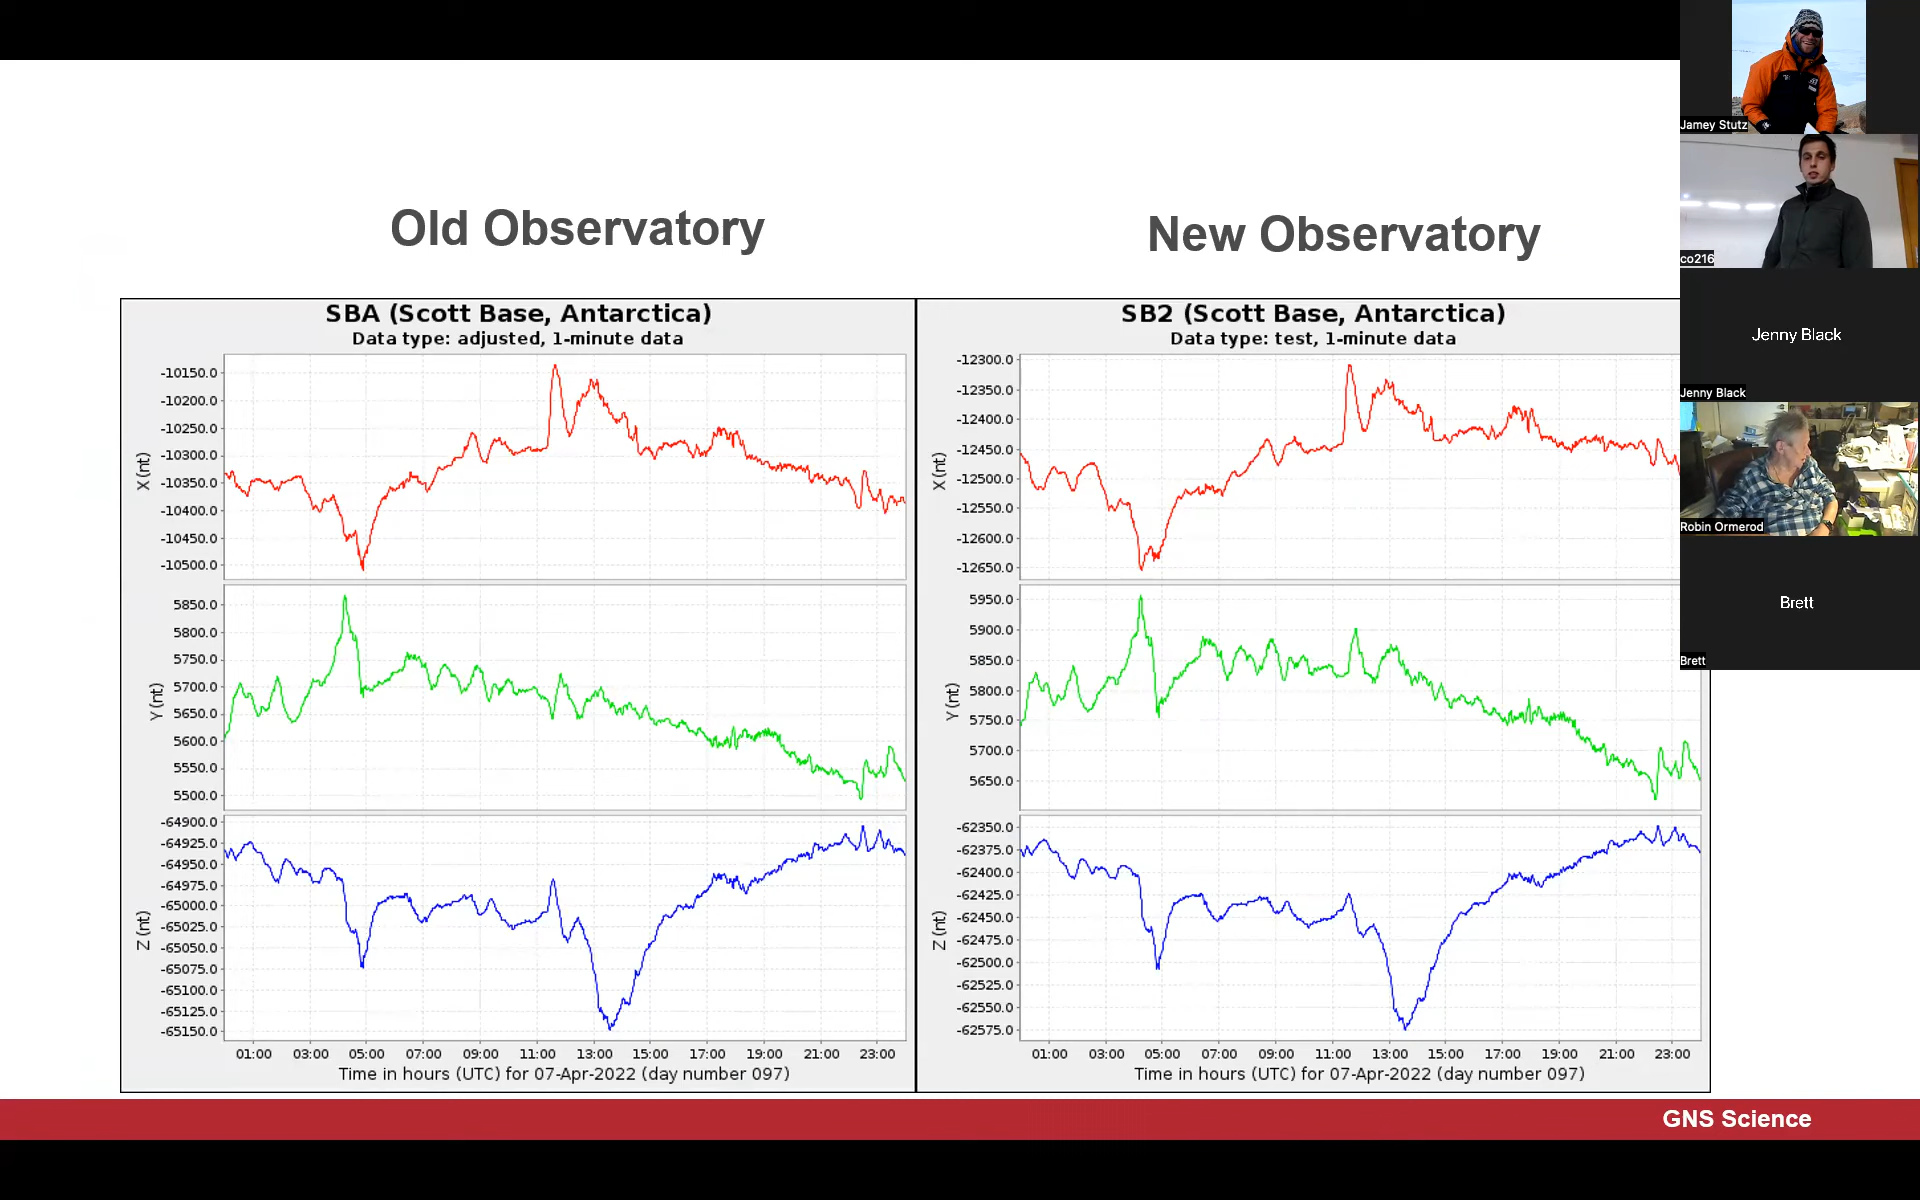 Old Observatory
New Observatory
SBA (Scott Base, Antarctica)
Data type: adjusted, 1-minute data
X (nt)
-10150.0
-10200.0
-10250.0
-10300.0
-10350.0
-10400.0
-10450.0
-10500.0
Y (nt)
5850.0
5800.0
5750.0
5700.0
5650.0
5600.0
5550.0
5500.0
Z (nt)
-64900.0
-64925.0
-64950.0
-64975.0
-65000.0
-65025.0
-65050.0
-65075.0
-65100.0
-65125.0
-65150.0
01:00 03:00 05:00 07:00 09:00 11:00 13:00 15:00 17:00 19:00 21:00 23:00
Time in hours (UTC) for 07-Apr-2022 (day number 097)
SB2 (Scott Base, Antarctica)
Data type: test, 1-minute data
X (nt)
-12300.0
-12350.0
-12400.0
-12450.0
-12500.0
-12550.0
-12600.0
-12650.0
Y (nt)
5950.0
5900.0
5850.0
5800.0
5750.0
5700.0
5650.0
Z (nt)
-62350.0
-62375.0
-62400.0
-62425.0
-62450.0
-62475.0
-62500.0
-62525.0
-62550.0
-62575.0
01:00 03:00 05:00 07:00 09:00 11:00 13:00 15:00 17:00 19:00 21:00 23:00
Time in hours (UTC) for 07-Apr-2022 (day number 097)
GNS Science
Jamey Stutz
co216
Jenny Black
Jenny Black
Robin Ormerod
Brett
Brett